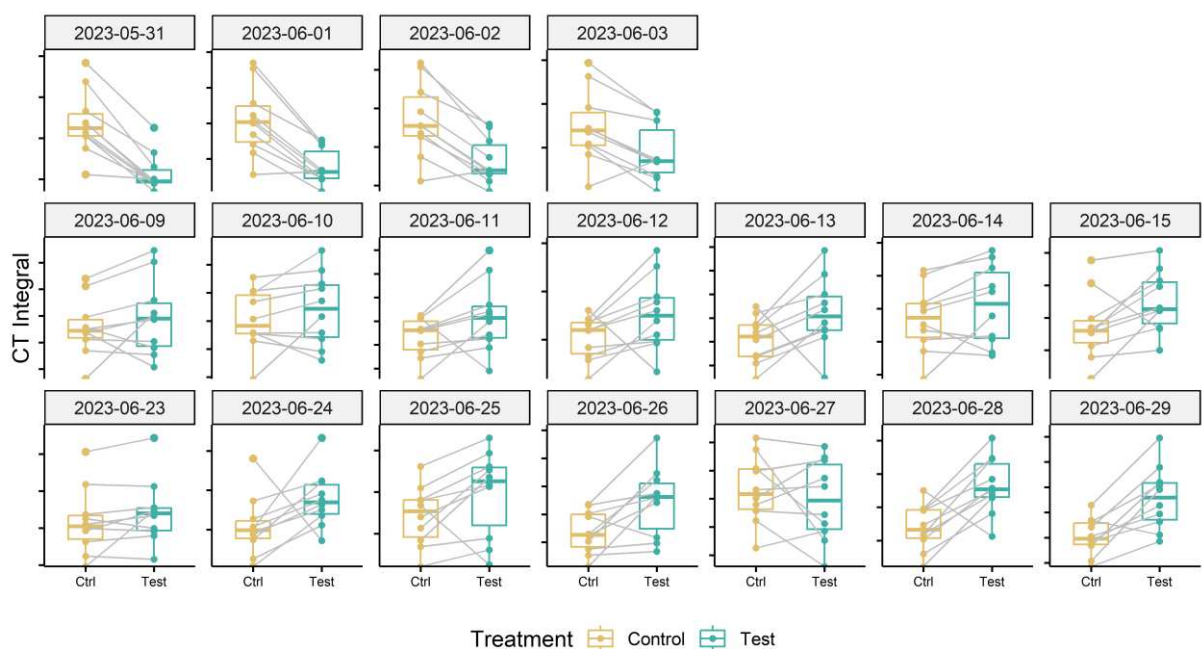 2023-05-31 2023-06-01 2023-06-02 2023-06-03
2023-06-09 2023-06-10 2023-06-11 2023-06-12 2023-06-13 2023-06-14 2023-06-15
CT Integral
2023-06-23 2023-06-24 2023-06-25 2023-06-26 2023-06-27 2023-06-28 2023-06-29
Ctrl Test Ctrl Test Ctrl Test Ctrl Test Ctrl Test Ctrl Test Ctrl Test
Treatment Control Test